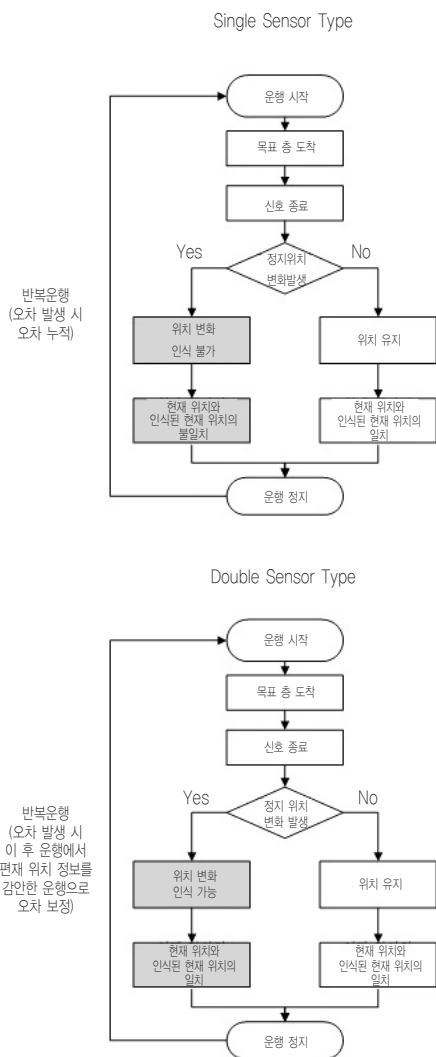 Single Sensor Type
운행 시작
목표 층 도착
신호 종료
정지위치
변화발생
Yes
No
위치 변화
인식 불가
위치 유지
현재 위치와
인식된 현재 위치의
불일치
현재 위치와
인식된 현재 위치의
일치
운행 정지
반복운행
(오차 발생 시
오차 누적)
Double Sensor Type
운행 시작
목표 층 도착
신호 종료
정지 위치
변화 발생
Yes
No
위치 변화
인식 가능
위치 유지
현재 위치와
인식된 현재 위치의
일치
현재 위치와
인식된 현재 위치의
일치
운행 정지
반복운행
(오차 발생 시
이 후 운행에서
편재 위치 정보를
감안한 운행으로
오차 보정)